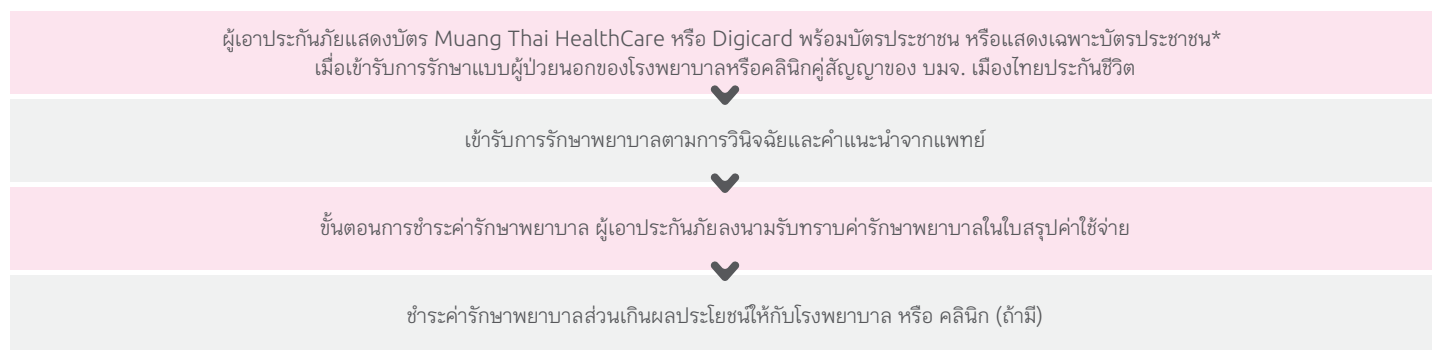 ผู้เอาประกันภัยแสดงบัตร Muang Thai HealthCare หรือ Digicard พร้อมบัตรประชาชน หรือแสดงเฉพาะบัตรประชาชน*
เมื่อเข้ารับการรักษาแบบผู้ป่วยนอกของโรงพยาบาลหรือคลินิกคู่สัญญาของ บมจ. เมืองไทยประกันชีวิต
เข้ารับการรักษาพยาบาลตามการวินิจฉัยและคำแนะนำจากแพทย์
ขั้นตอนการชำระค่ารักษาพยาบาล ผู้เอาประกันภัยลงนามรับทราบค่ารักษาพยาบาลในใบสรุปค่าใช้จ่าย
ชำระค่ารักษาพยาบาลส่วนเกินผลประโยชน์ให้กับโรงพยาบาล หรือ คลินิก (ถ้ามี)